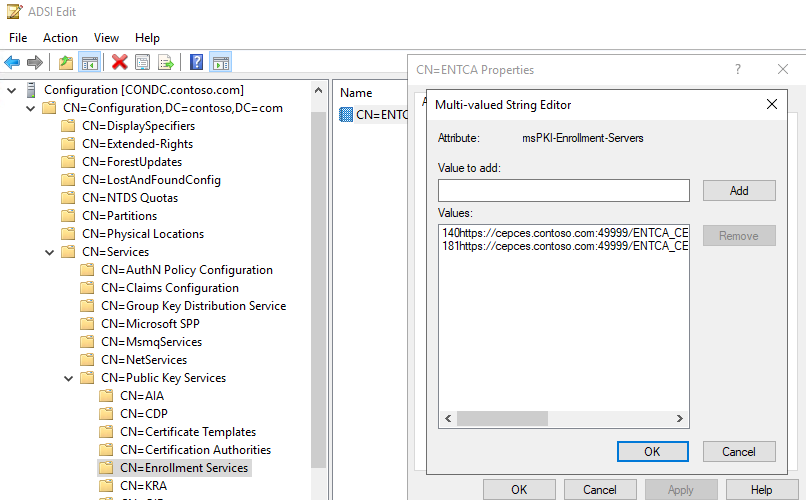 ADSI Edit
File Action View Help
Configuration [CONDC.contoso.com]
CN=Configuration,DC=contoso,DC=com
CN=DisplaySpecifiers
CN=Extended-Rights
CN=ForestUpdates
CN=LostAndFoundConfig
CN=NTDS Quotas
CN=Partitions
CN=Physical Locations
CN=Services
CN=AuthN Policy Configuration
CN=Claims Configuration
CN=Group Key Distribution Service
CN=Microsoft SPP
CN=MsmqServices
CN=NetServices
CN=Public Key Services
CN=AIA
CN=CDP
CN=Certificate Templates
CN=Certification Authorities
CN=Enrollment Services
CN=KRA
Name
CN=ENTC
CN=ENTCA Properties
Multi-valued String Editor
Attribute: msPKI-Enrollment-Servers
Value to add:
Add
Values:
140https://cepces.contoso.com:49999/ENTCA_CE
181https://cepces.contoso.com:49999/ENTCA_CE
Remove
OK Cancel
OK Cancel Apply Help